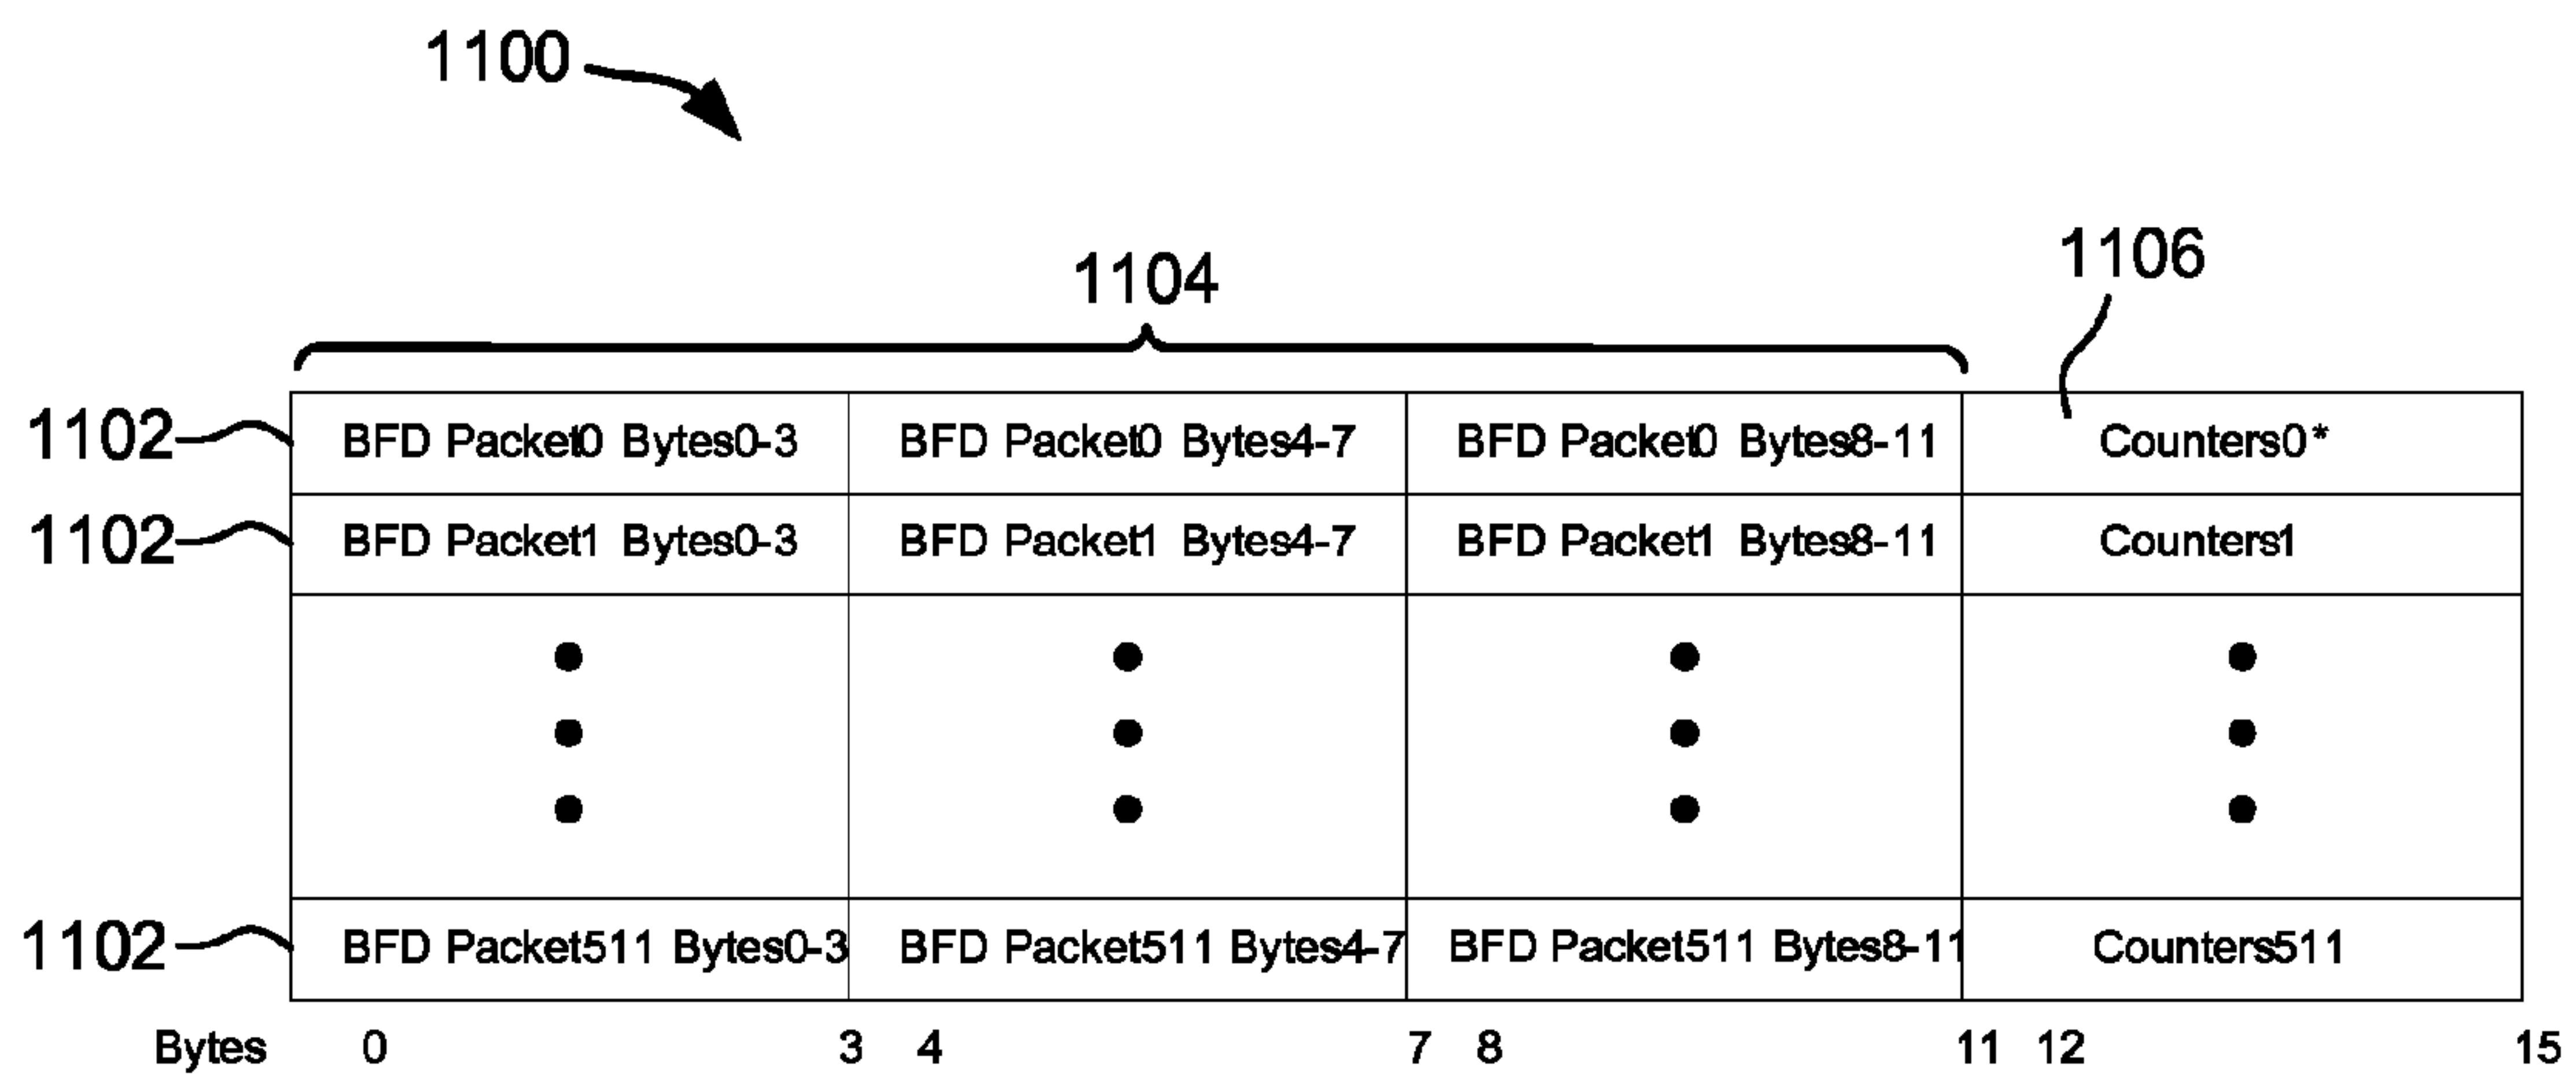 1100
1104
1106
1102 BFD Packet0 Bytes0-3 BFD Packet0 Bytes4-7 BFD Packet0 Bytes8-11 Counters0*
1102 BFD Packet1 Bytes0-3 BFD Packet1 Bytes4-7 BFD Packet1 Bytes8-11 Counters1
1102 BFD Packet511 Bytes0-3 BFD Packet511 Bytes4-7 BFD Packet511 Bytes8-11 Counters511
Bytes 0 3 4 7 8 11 12 15